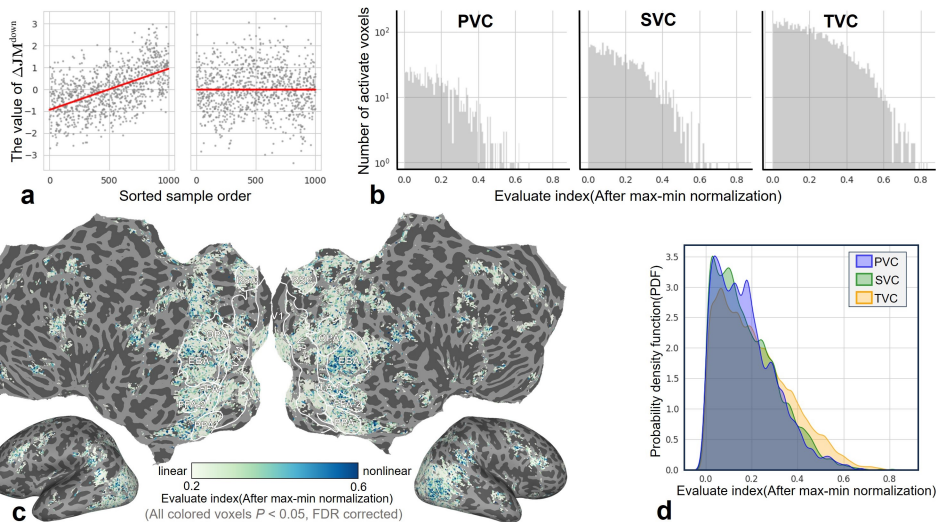 3
2
1
0
−1
−2
−3
The value of ΔJM^down
0 500 1000
0 500 1000
Sorted sample order
a
PVC
SVC
TVC
10²
10¹
10⁰
Number of activate voxels
0.0 0.2 0.4 0.6 0.8
0.0 0.2 0.4 0.6 0.8
0.0 0.2 0.4 0.6 0.8
Evaluate index(After max-min normalization)
b
linear
nonlinear
0.2
0.6
Evaluate index(After max-min normalization)
(All colored voxels P < 0.05, FDR corrected)
c
3.5
3.0
2.5
2.0
1.5
1.0
0.5
0.0
Probability density function(PDF)
PVC
SVC
TVC
0.0 0.2 0.4 0.6 0.8
Evaluate index(After max-min normalization)
d